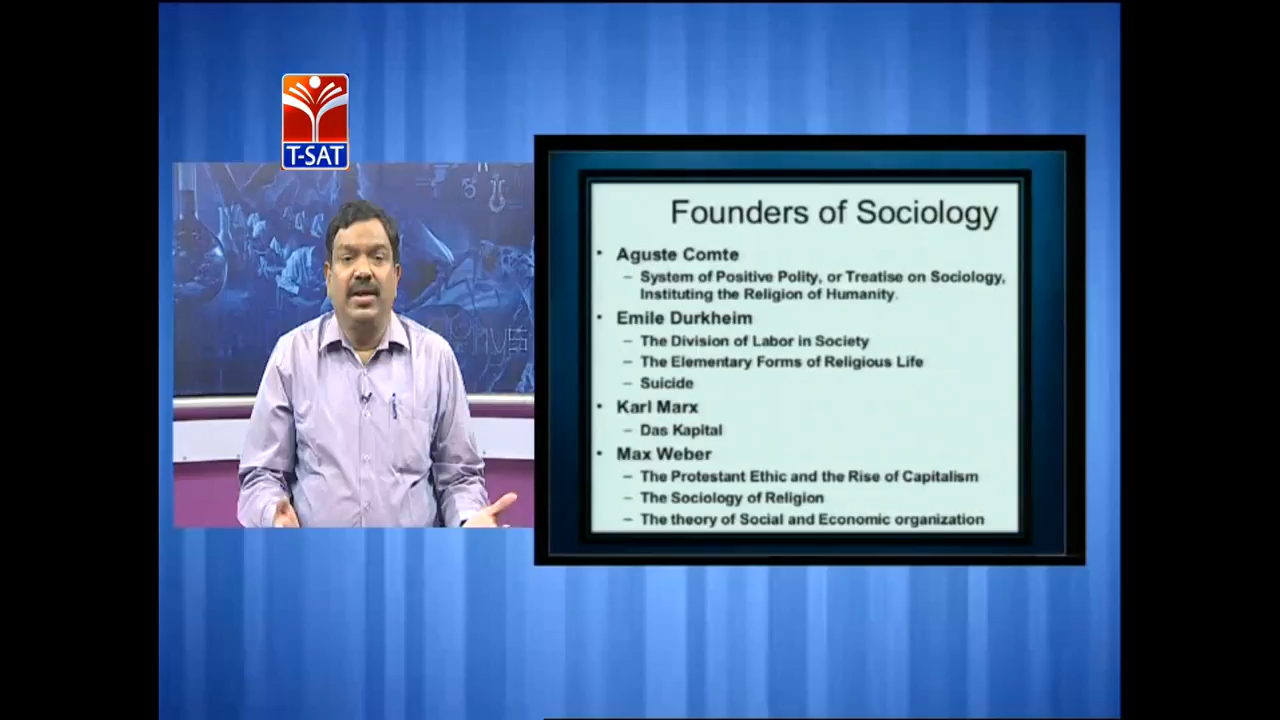 T-SAT
Founders of Sociology
• Aguste Comte
– System of Positive Polity, or Treatise on Sociology,
Instituting the Religion of Humanity.
• Emile Durkheim
– The Division of Labor in Society
– The Elementary Forms of Religious Life
– Suicide
• Karl Marx
– Das Kapital
• Max Weber
– The Protestant Ethic and the Rise of Capitalism
– The Sociology of Religion
– The theory of Social and Economic organization